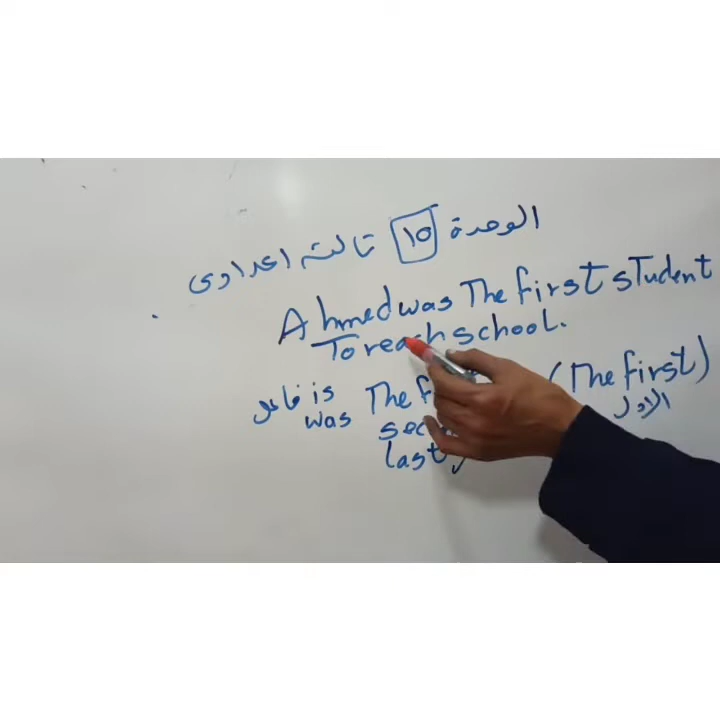 الوحدة ١٥ تالته اعدادى
Ahmed was The first student
To reach school.
فاعل is The (The first)
was sec الاول
last